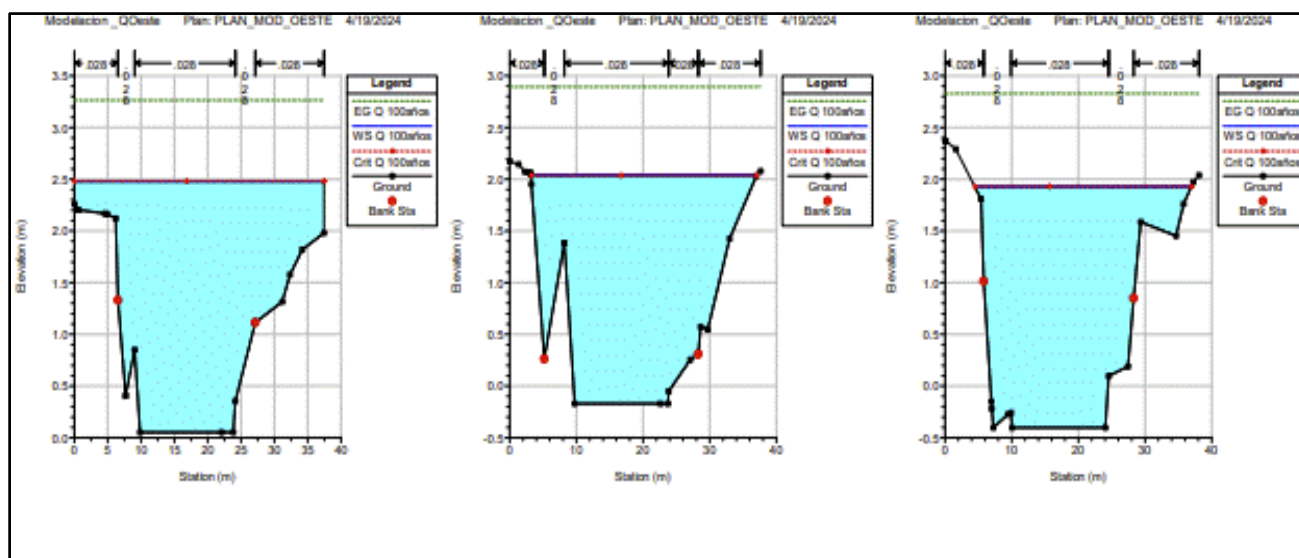 Modelacion _QOeste Plan: PLAN_MOD_OESTE 4/19/2024
.028 .028 .028 .028 .028
3.5
3.0
2.5
2.0
1.5
1.0
0.5
0.0
0 5 10 15 20 25 30 35 40
Elevation (m)
Station (m)
Legend
EG Q 100años
WS Q 100años
Crit Q 100años
Ground
Bank Sta
Modelacion _QOeste Plan: PLAN_MOD_OESTE 4/19/2024
.028 .028 .028 .028 .028
3.0
2.5
2.0
1.5
1.0
0.5
0.0
-0.5
0 10 20 30 40
Elevation (m)
Station (m)
Legend
EG Q 100años
WS Q 100años
Crit Q 100años
Ground
Bank Sta
Modelacion _QOeste Plan: PLAN_MOD_OESTE 4/19/2024
.028 .028 .028 .028 .028
3.0
2.5
2.0
1.5
1.0
0.5
0.0
-0.5
0 10 20 30 40
Elevation (m)
Station (m)
Legend
EG Q 100años
WS Q 100años
Crit Q 100años
Ground
Bank Sta